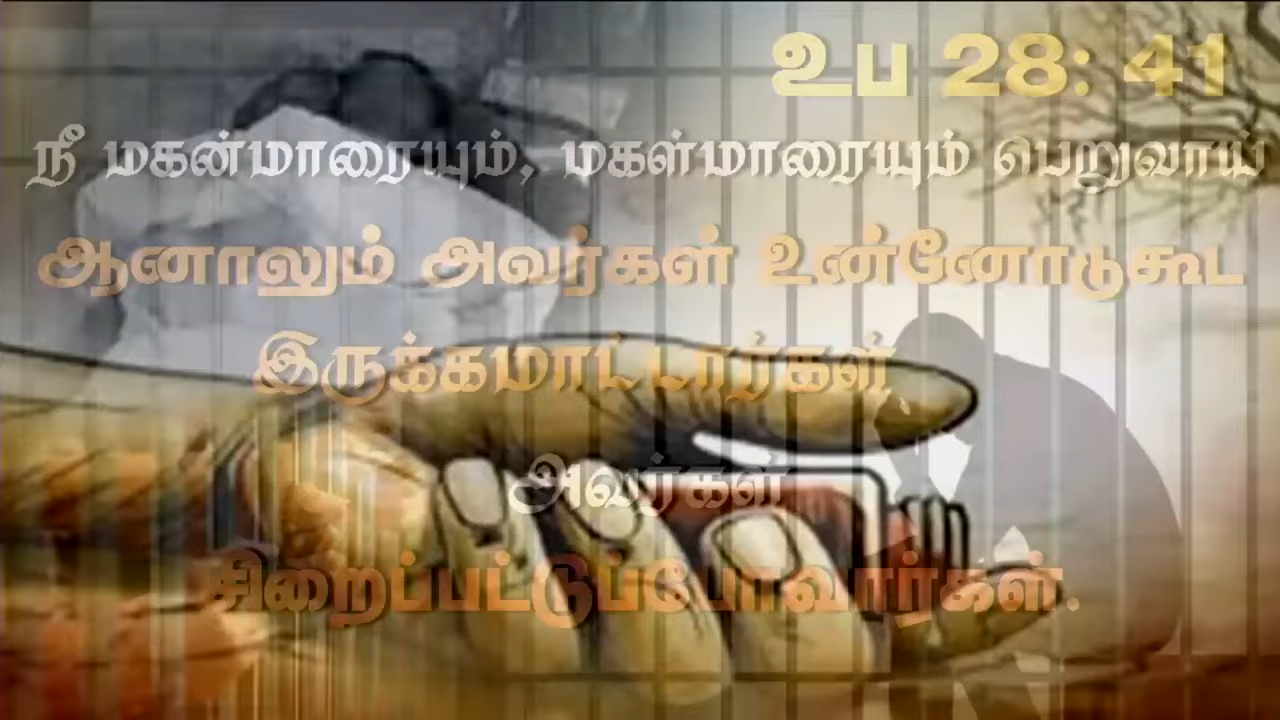 உப 28: 41
நீ மகன்மாரையும், மகள்மாரையும் பெறுவாய்
ஆனாலும் அவர்கள் உன்னோடுகூட
இருக்கமாட்டார்கள்
அவர்கள்
சிறைப்பட்டுப்போவார்கள்.